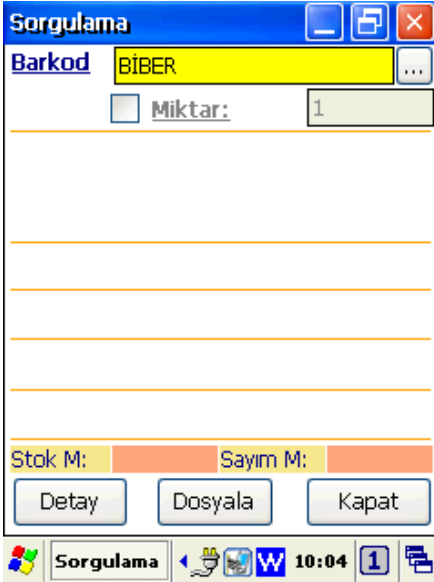 Sorgulama
Barkod BİBER ...
Miktar: 1
Stok M: Sayım M:
Detay Dosyala Kapat
Sorgulama W 10:04 1